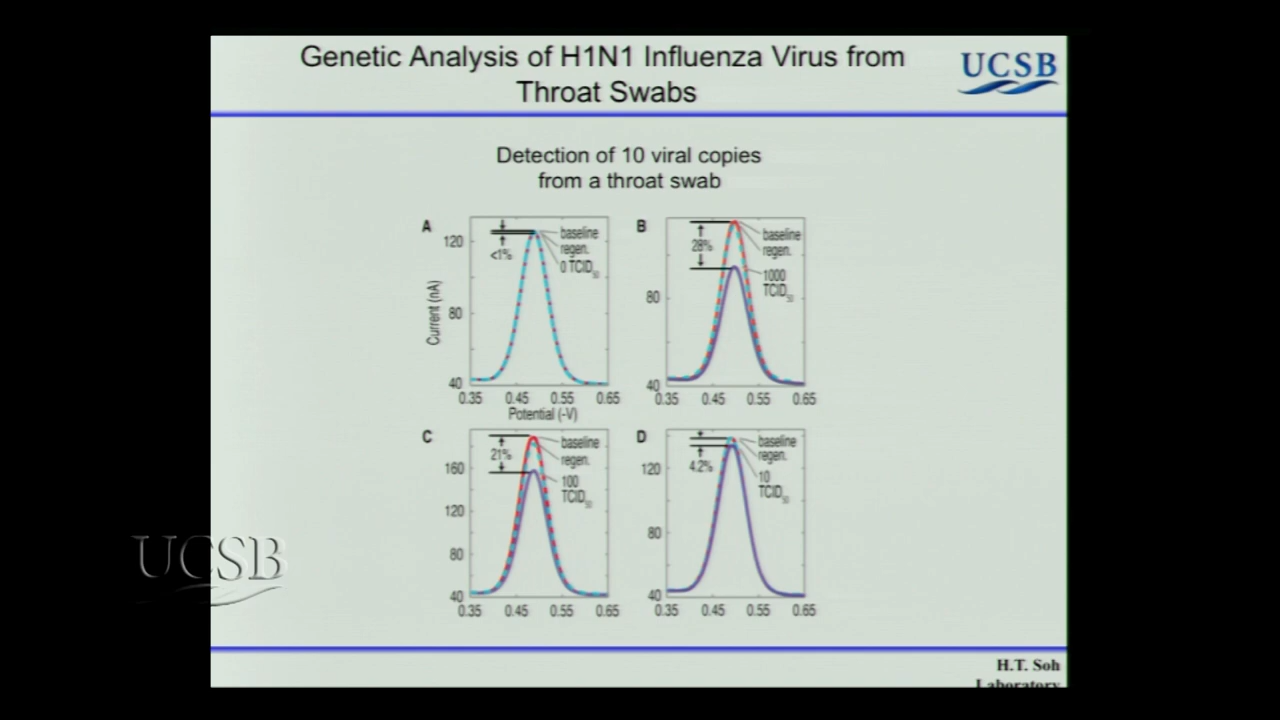 Genetic Analysis of H1N1 Influenza Virus from
Throat Swabs
UCSB
Detection of 10 viral copies
from a throat swab
A
<1%
baseline
regen.
0 TCID50
120
80
40
Current (nA)
0.35 0.45 0.55 0.65
Potential (-V)
B
28%
baseline
regen.
1000
TCID50
80
40
0.35 0.45 0.55 0.65
C
21%
baseline
regen.
100
TCID50
160
120
80
40
0.35 0.45 0.55 0.65
D
4.2%
baseline
regen.
10
TCID50
120
80
40
0.35 0.45 0.55 0.65
UCSB
H.T. Soh
Laboratory